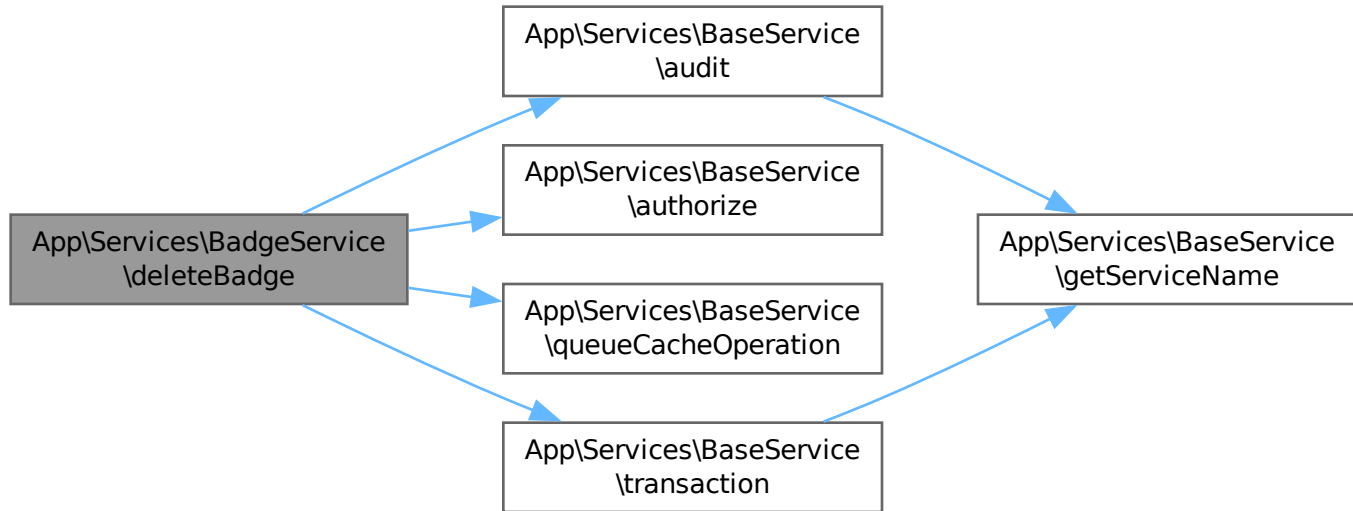 App\Services\BaseService
\audit
App\Services\BaseService
\authorize
App\Services\BadgeService
\deleteBadge
App\Services\BaseService
\getServiceName
App\Services\BaseService
\queueCacheOperation
App\Services\BaseService
\transaction